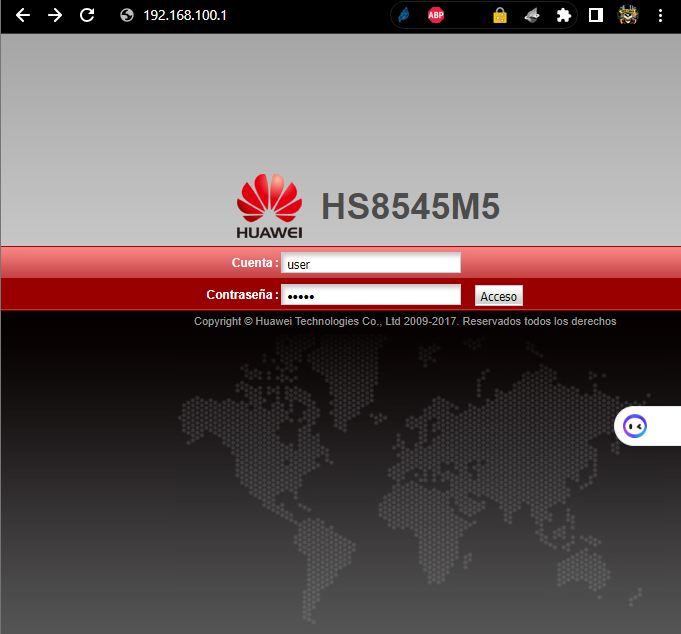 192.168.100.1
ABP
HUAWEI
HS8545M5
Cuenta :
user
Contraseña :
•••••
Acceso
Copyright © Huawei Technologies Co., Ltd 2009-2017. Reservados todos los derechos